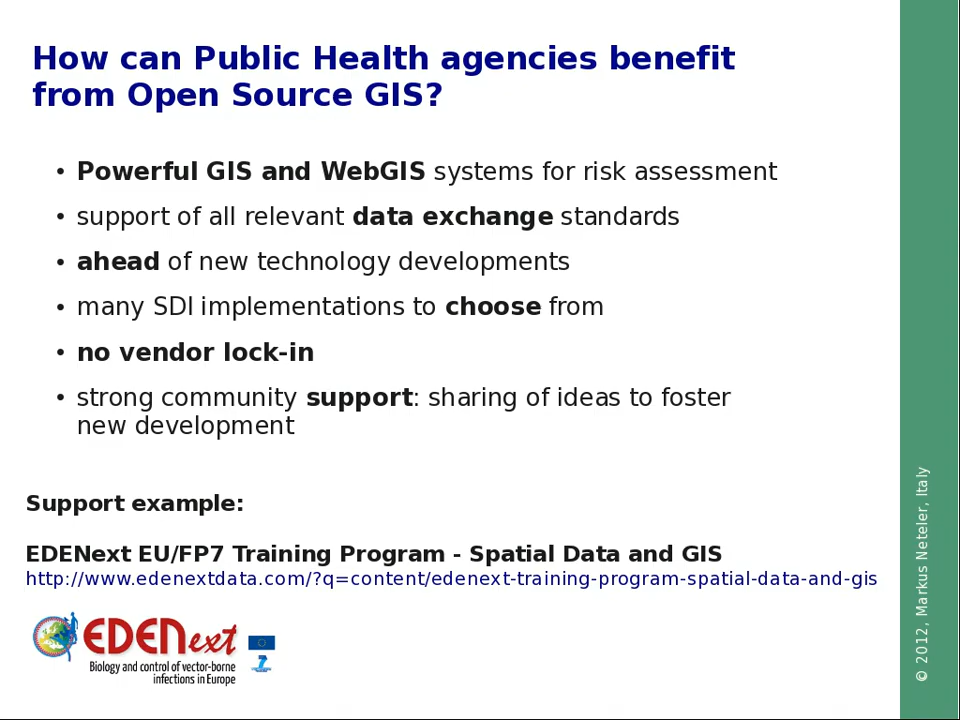 How can Public Health agencies benefit
from Open Source GIS?
• Powerful GIS and WebGIS systems for risk assessment
• support of all relevant data exchange standards
• ahead of new technology developments
• many SDI implementations to choose from
• no vendor lock-in
• strong community support: sharing of ideas to foster
new development
Support example:
EDENext EU/FP7 Training Program - Spatial Data and GIS
http://www.edenextdata.com/?q=content/edenext-training-program-spatial-data-and-gis
EDENext
Biology and control of vector-borne
infections in Europe
© 2012, Markus Neteler, Italy